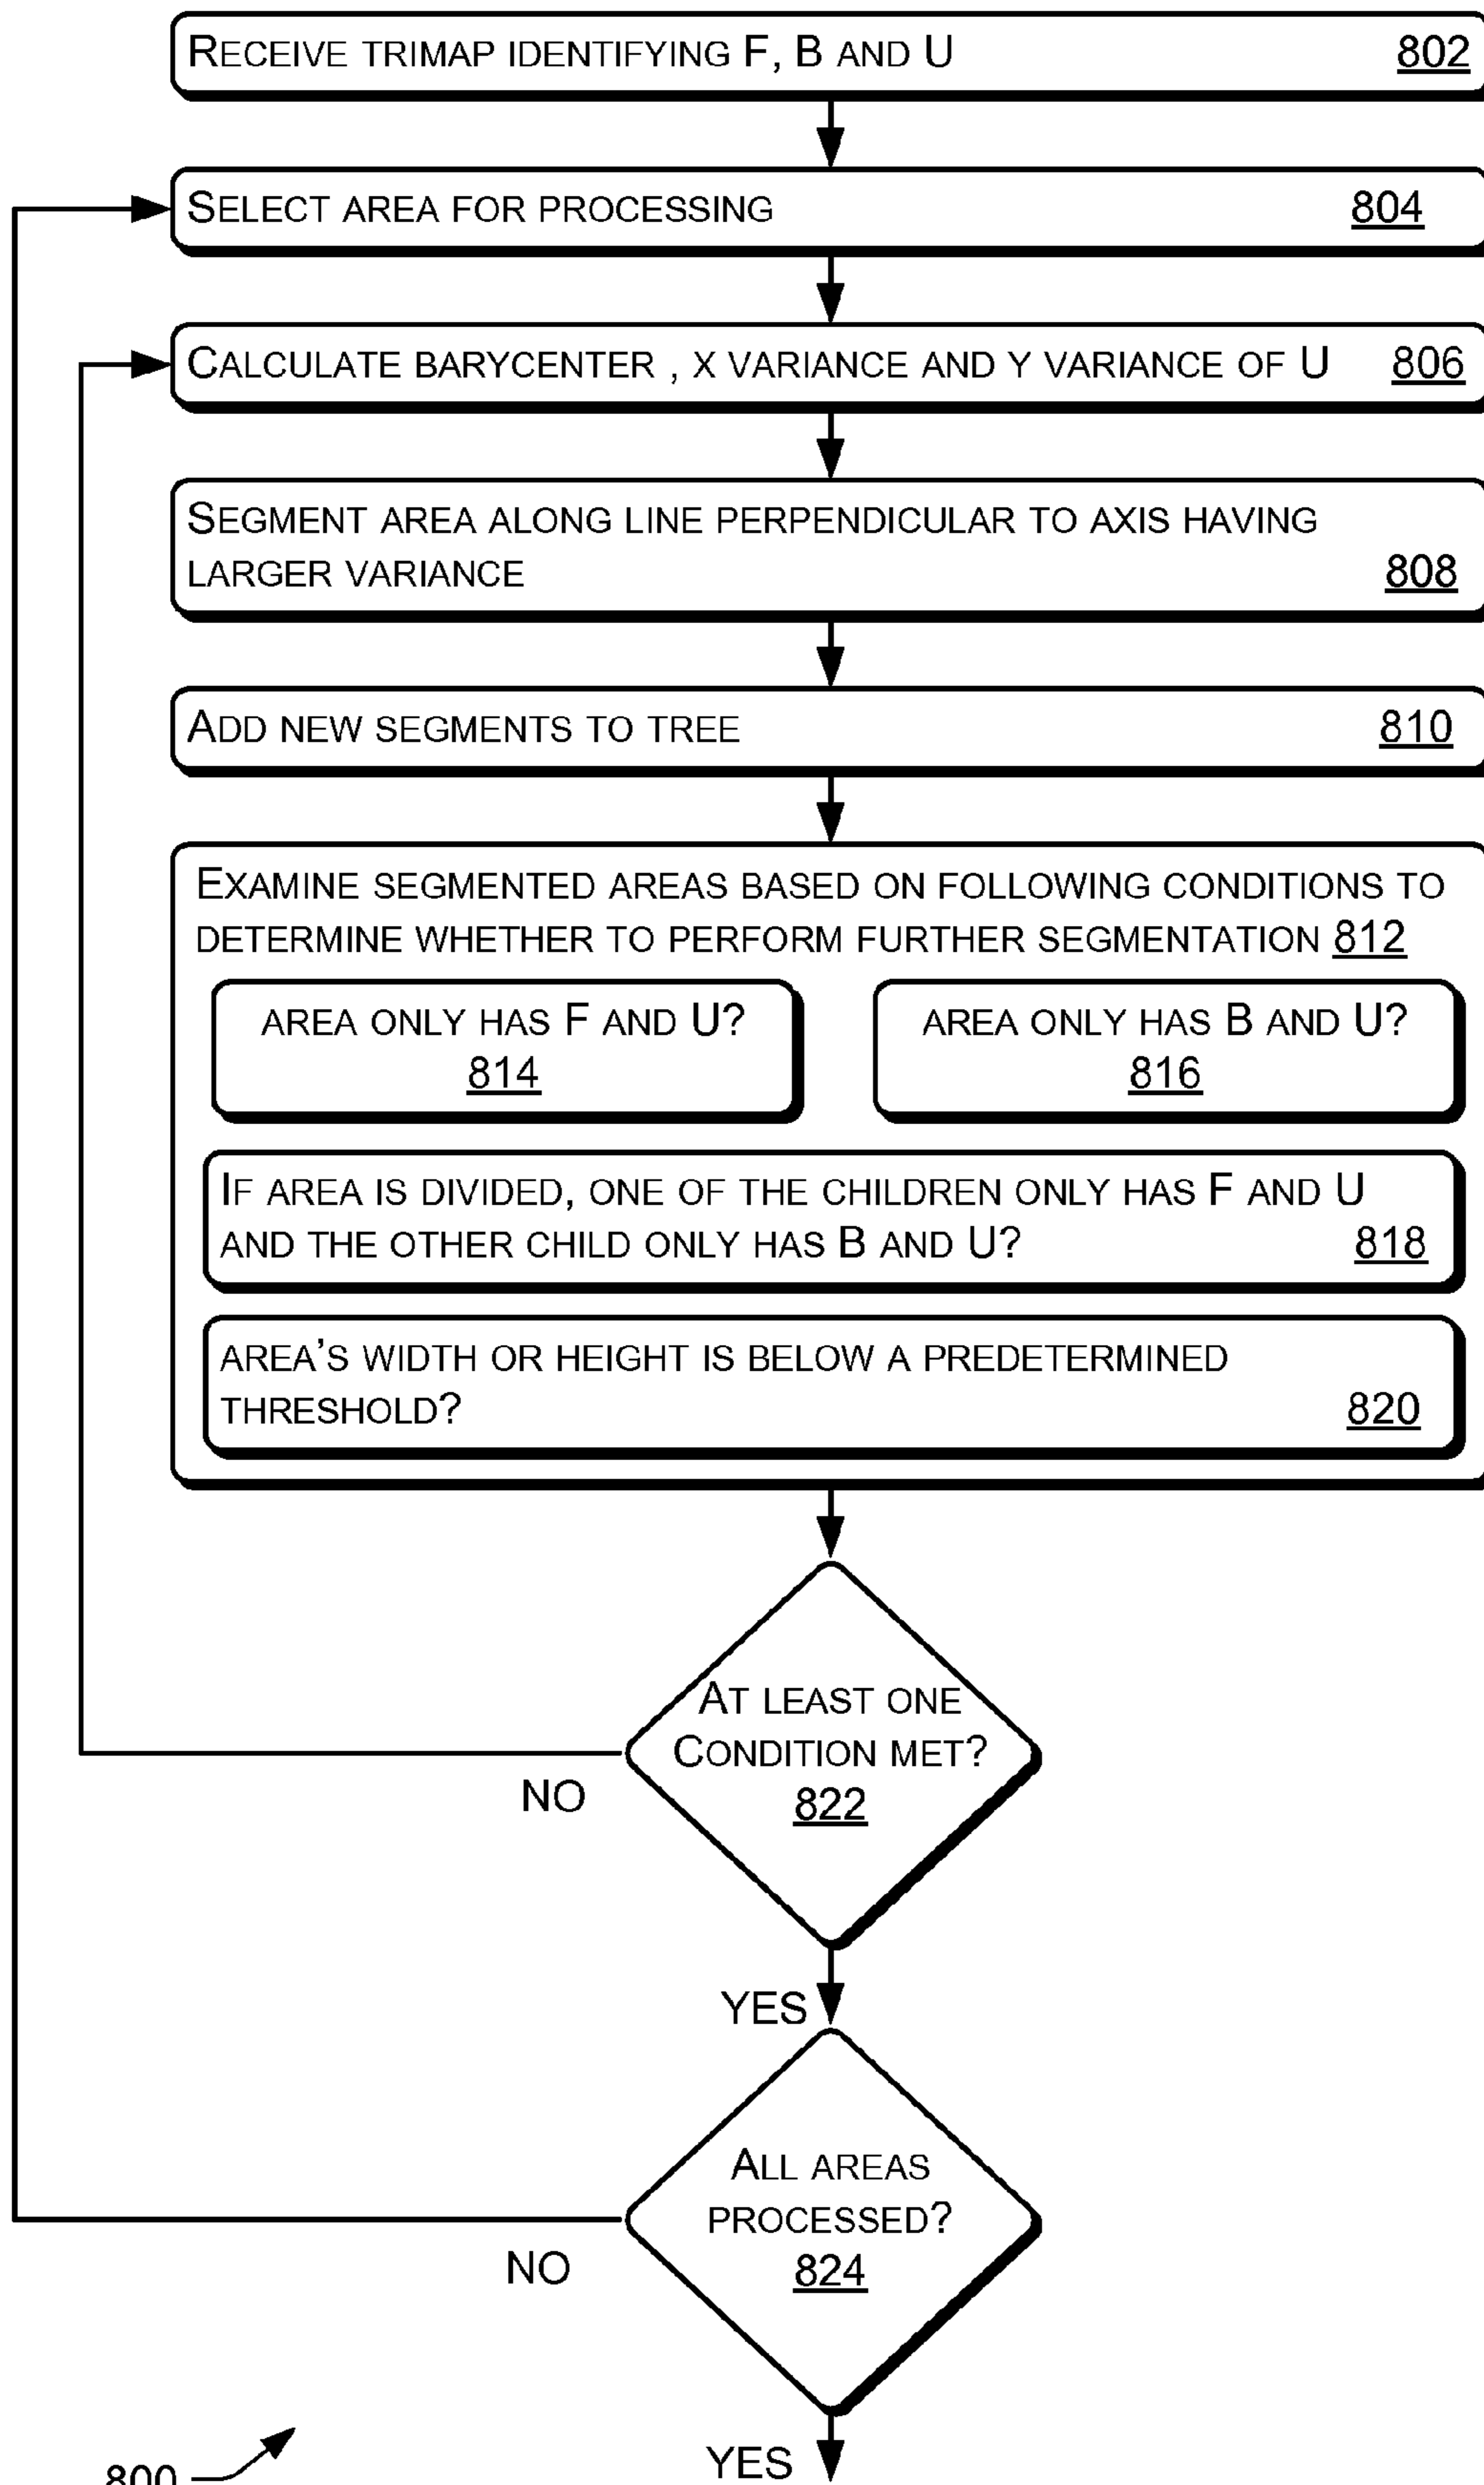 RECEIVE TRIMAP IDENTIFYING F, B AND U 802
SELECT AREA FOR PROCESSING 804
CALCULATE BARYCENTER , X VARIANCE AND Y VARIANCE OF U 806
SEGMENT AREA ALONG LINE PERPENDICULAR TO AXIS HAVING
LARGER VARIANCE 808
ADD NEW SEGMENTS TO TREE 810
EXAMINE SEGMENTED AREAS BASED ON FOLLOWING CONDITIONS TO
DETERMINE WHETHER TO PERFORM FURTHER SEGMENTATION 812
AREA ONLY HAS F AND U?
814
AREA ONLY HAS B AND U?
816
IF AREA IS DIVIDED, ONE OF THE CHILDREN ONLY HAS F AND U
AND THE OTHER CHILD ONLY HAS B AND U? 818
AREA'S WIDTH OR HEIGHT IS BELOW A PREDETERMINED
THRESHOLD? 820
AT LEAST ONE
CONDITION MET?
822
NO
YES
ALL AREAS
PROCESSED?
824
NO
YES
800